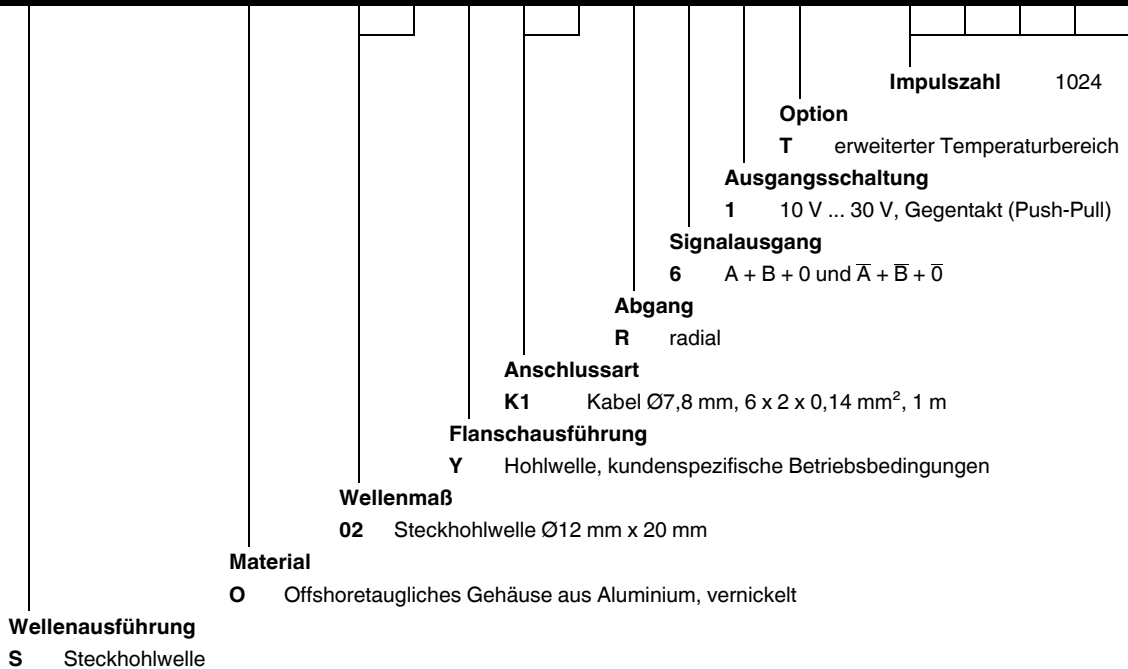 Impulszahl 1024
Option
T erweiterter Temperaturbereich
Ausgangsschaltung
1 10 V ... 30 V, Gegentakt (Push-Pull)
Signalausgang
6 A + B + 0 und A̅ + B̅ + 0̅
Abgang
R radial
Anschlussart
K1 Kabel Ø7,8 mm, 6 x 2 x 0,14 mm², 1 m
Flanschausführung
Y Hohlwelle, kundenspezifische Betriebsbedingungen
Wellenmaß
02 Steckhohlwelle Ø12 mm x 20 mm
Material
O Offshoretaugliches Gehäuse aus Aluminium, vernickelt
Wellenausführung
S Steckhohlwelle